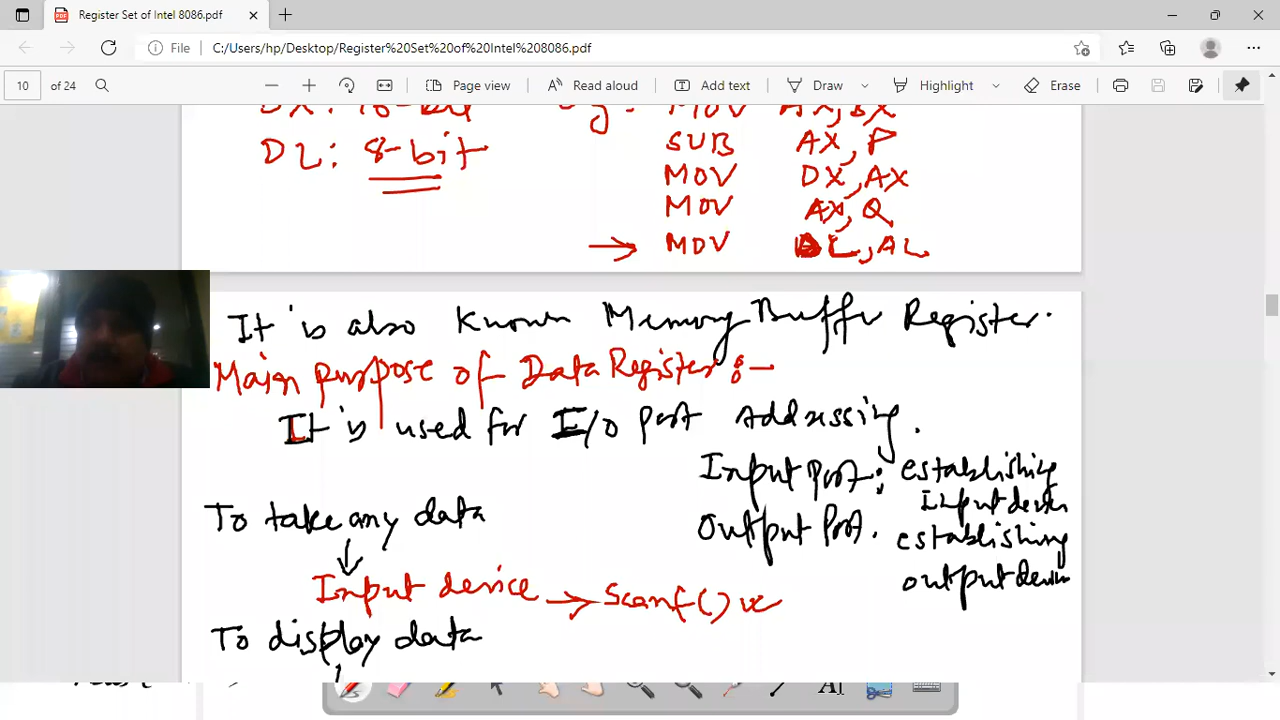 Register Set of Intel 8086.pdf
File C:/Users/hp/Desktop/Register%20Set%20of%20Intel%208086.pdf
10 of 24 Page view Read aloud Add text Draw Highlight Erase
SUB AX, P
DL: 8-bit
MOV DX, AX
MOV AX, Q
→ MOV DL, AL
It is also Known Memory Buffer Register.
Main purpose of Data Register :-
It is used for I/O port Addressing.
Input Port : establishing
Input device
To take any data
Output Port. establishing
output device
Input device → Scanf()
To display data